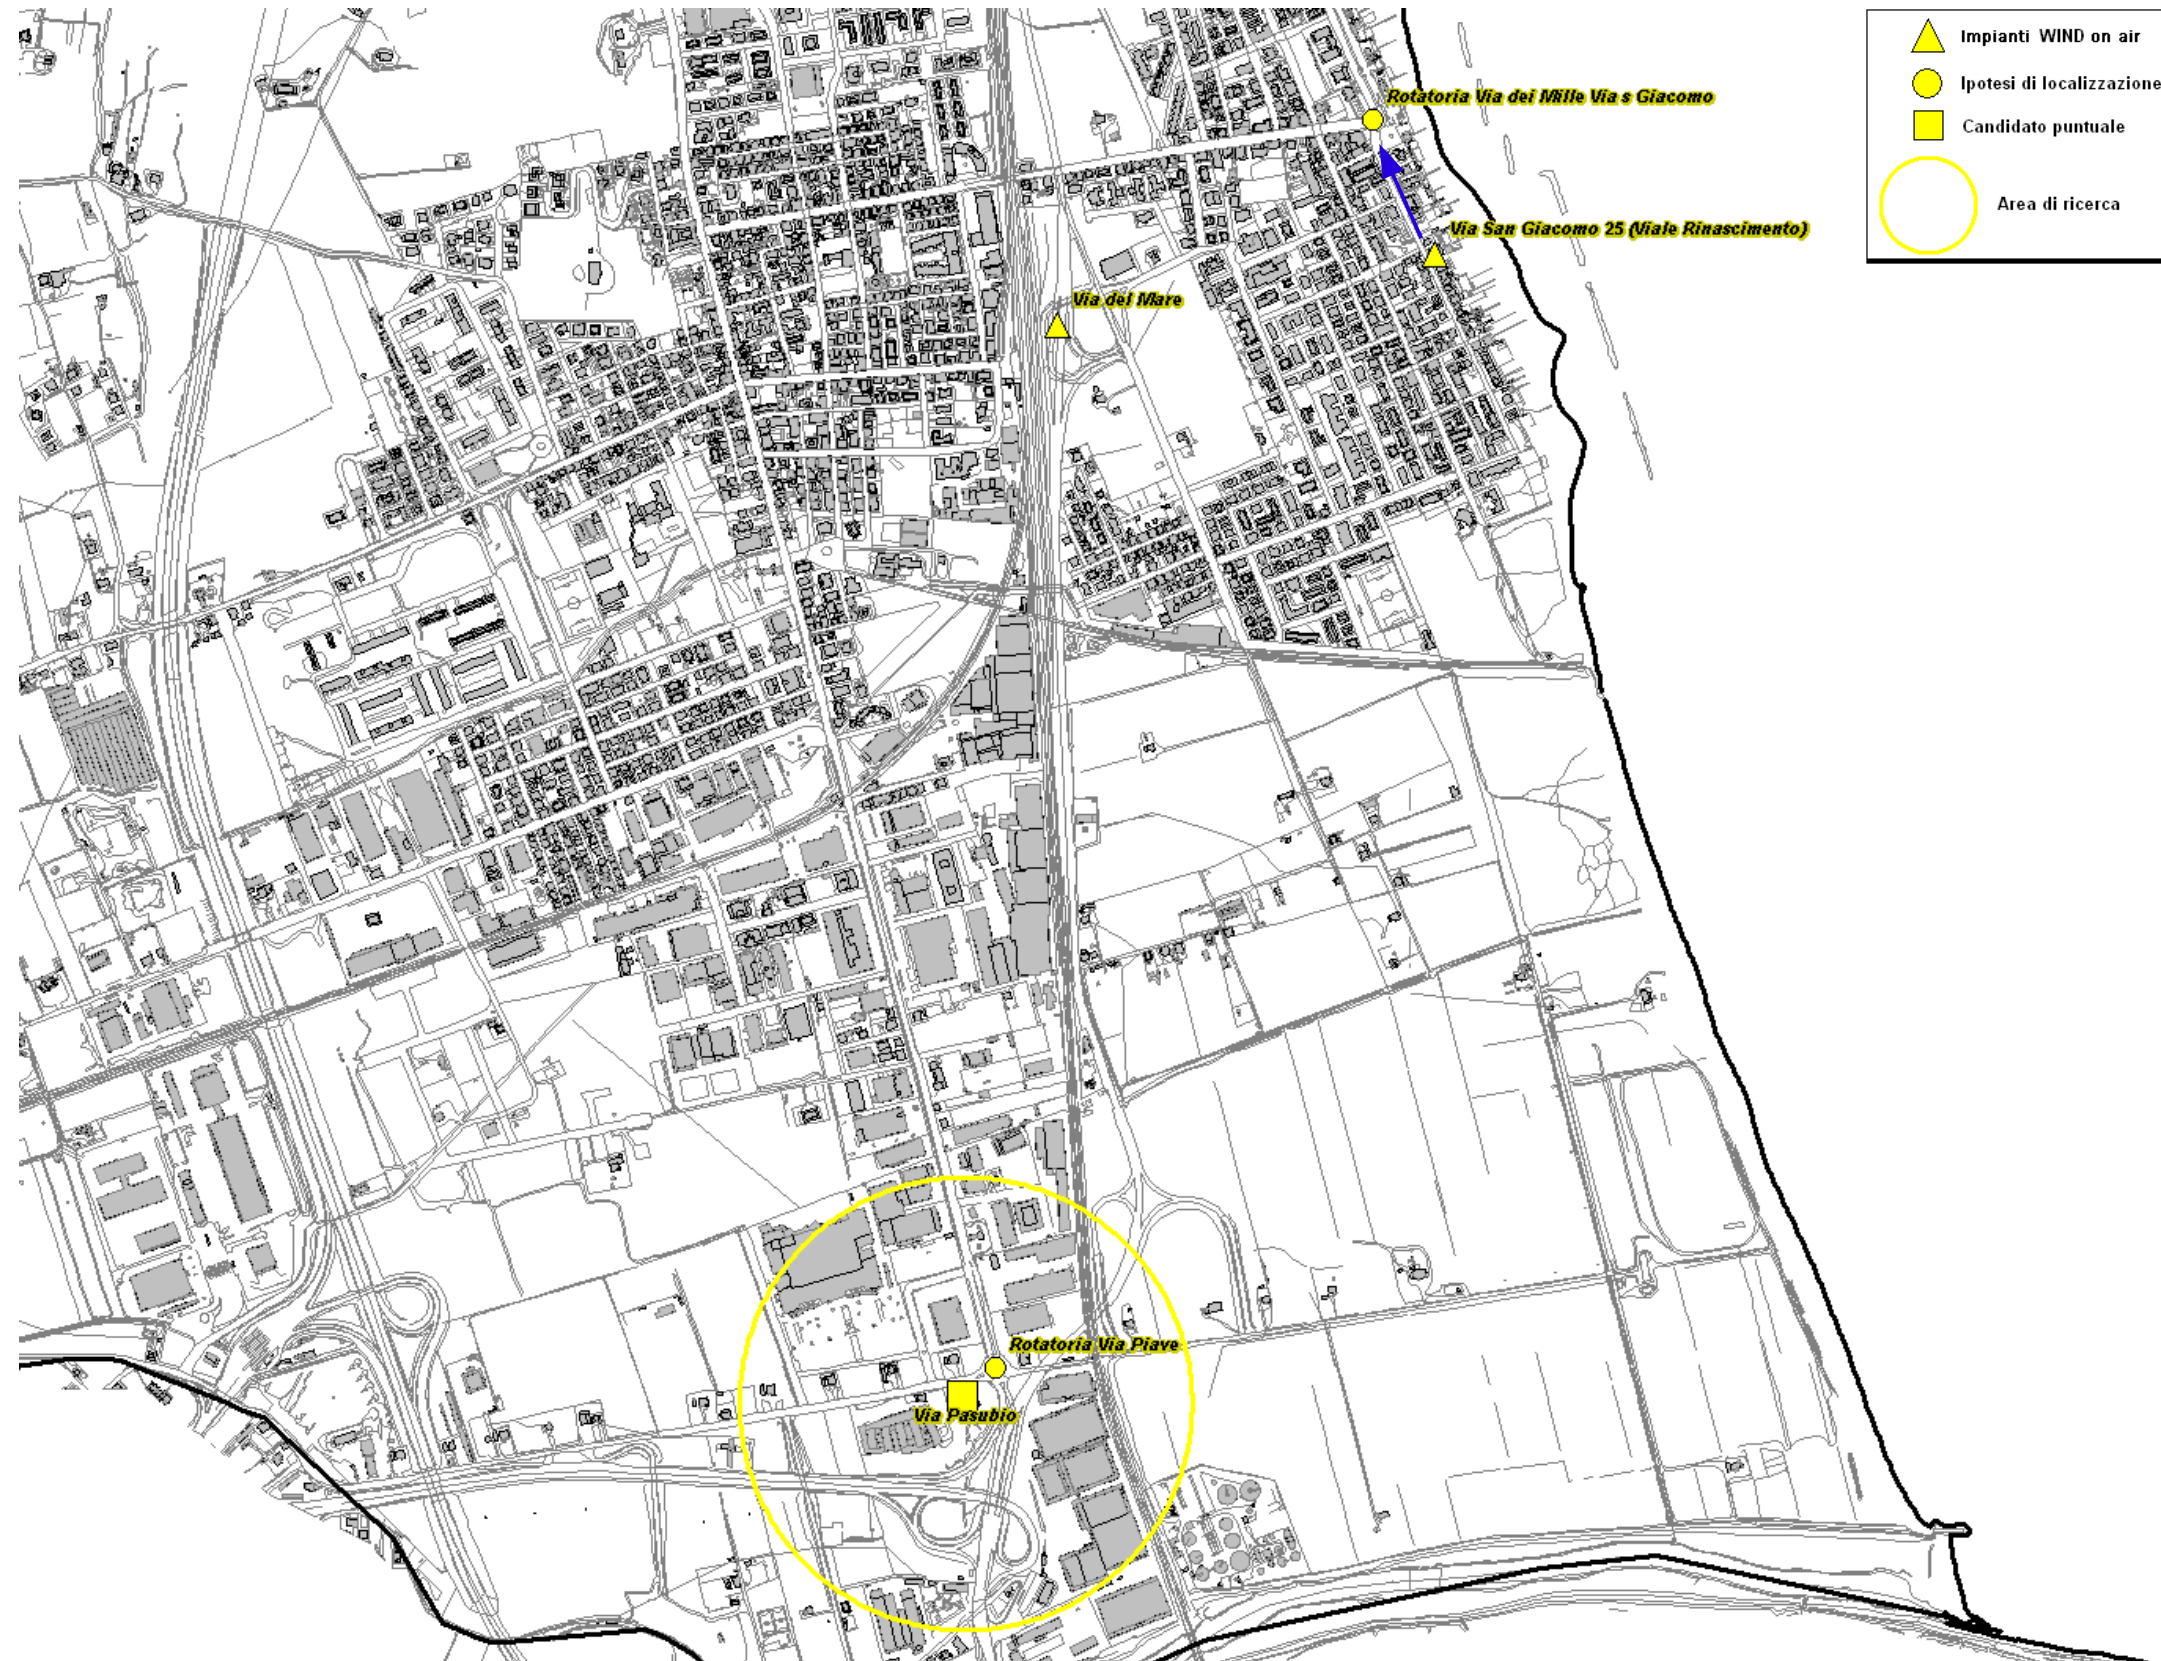 Impianti WIND on air
Ipotesi di localizzazione
Candidato puntuale
Area di ricerca
Rotatoria Via dei Mille Via s Giacomo
Via San Giacomo 25 (Viale Rinascimento)
Via del Mare
Rotatoria Via Piave
Via Pasubio